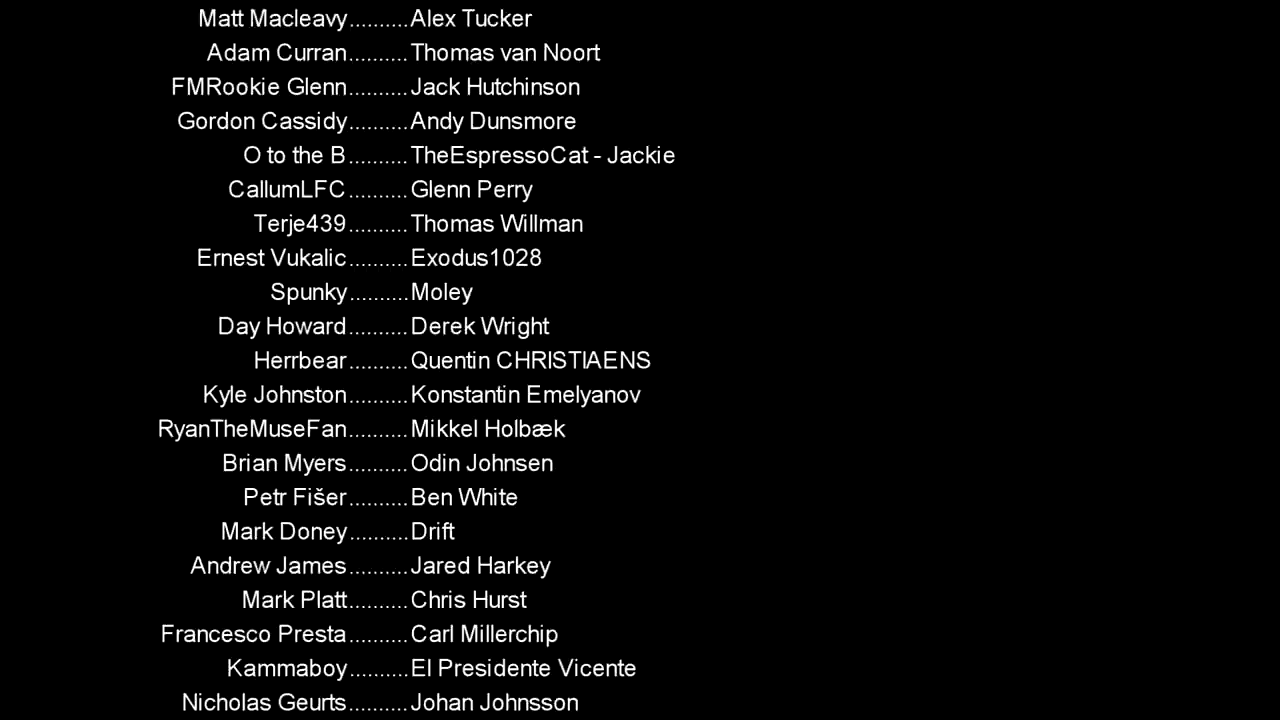 Matt Macleavy..........Alex Tucker
Adam Curran..........Thomas van Noort
FMRookie Glenn..........Jack Hutchinson
Gordon Cassidy..........Andy Dunsmore
O to the B..........TheEspressoCat - Jackie
CallumLFC..........Glenn Perry
Terje439..........Thomas Willman
Ernest Vukalic..........Exodus1028
Spunky..........Moley
Day Howard..........Derek Wright
Herrbear..........Quentin CHRISTIAENS
Kyle Johnston..........Konstantin Emelyanov
RyanTheMuseFan..........Mikkel Holbæk
Brian Myers..........Odin Johnsen
Petr Fišer..........Ben White
Mark Doney..........Drift
Andrew James..........Jared Harkey
Mark Platt..........Chris Hurst
Francesco Presta..........Carl Millerchip
Kammaboy..........El Presidente Vicente
Nicholas Geurts..........Johan Johnsson